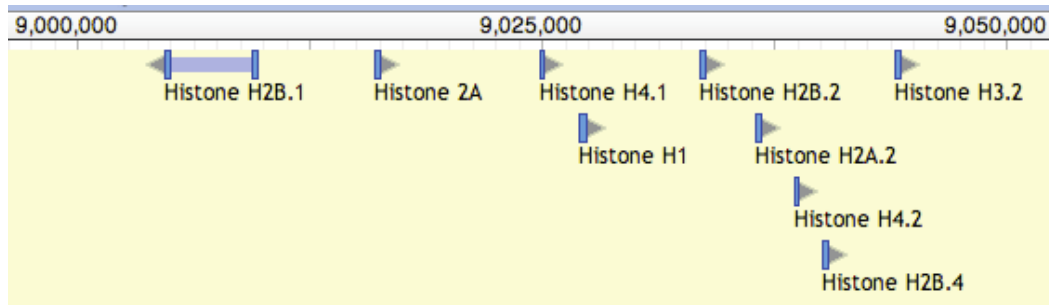 9,000,000 9,025,000 9,050,000
Histone H2B.1 Histone 2A Histone H4.1 Histone H2B.2 Histone H3.2
Histone H1 Histone H2A.2
Histone H4.2
Histone H2B.4